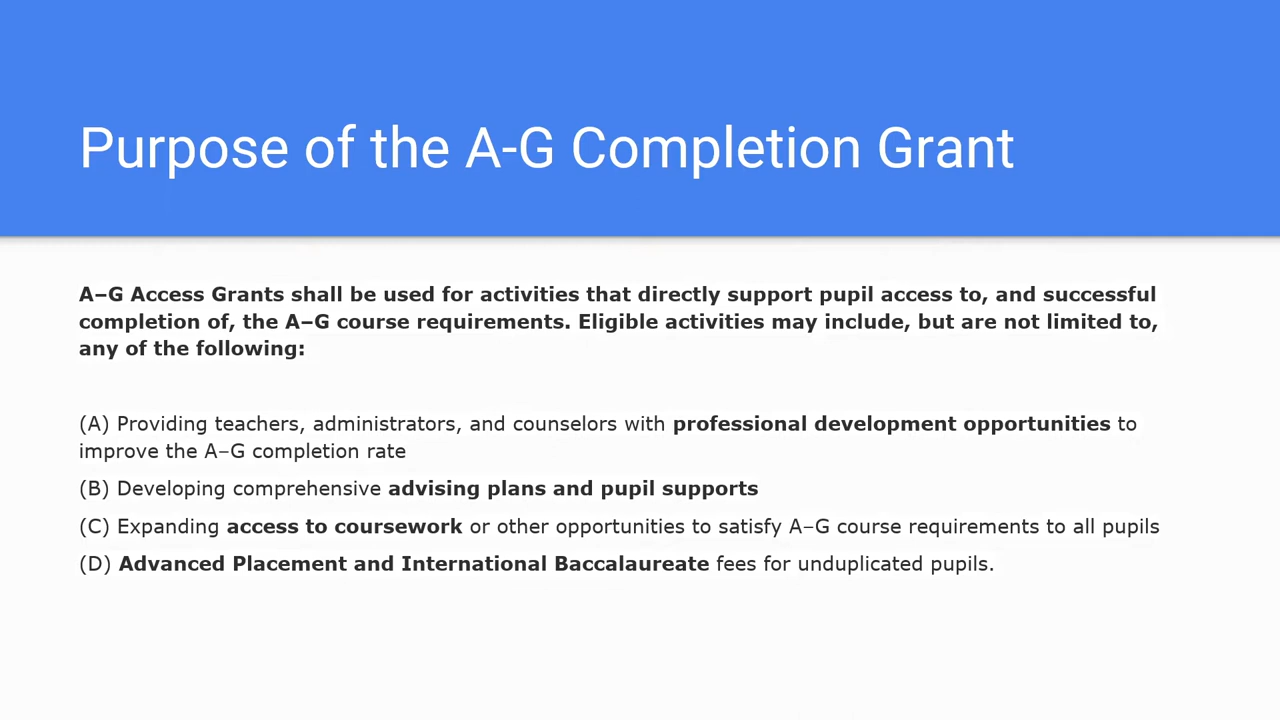 Purpose of the A-G Completion Grant
A–G Access Grants shall be used for activities that directly support pupil access to, and successful
completion of, the A–G course requirements. Eligible activities may include, but are not limited to,
any of the following:
(A) Providing teachers, administrators, and counselors with professional development opportunities to
improve the A–G completion rate
(B) Developing comprehensive advising plans and pupil supports
(C) Expanding access to coursework or other opportunities to satisfy A–G course requirements to all pupils
(D) Advanced Placement and International Baccalaureate fees for unduplicated pupils.